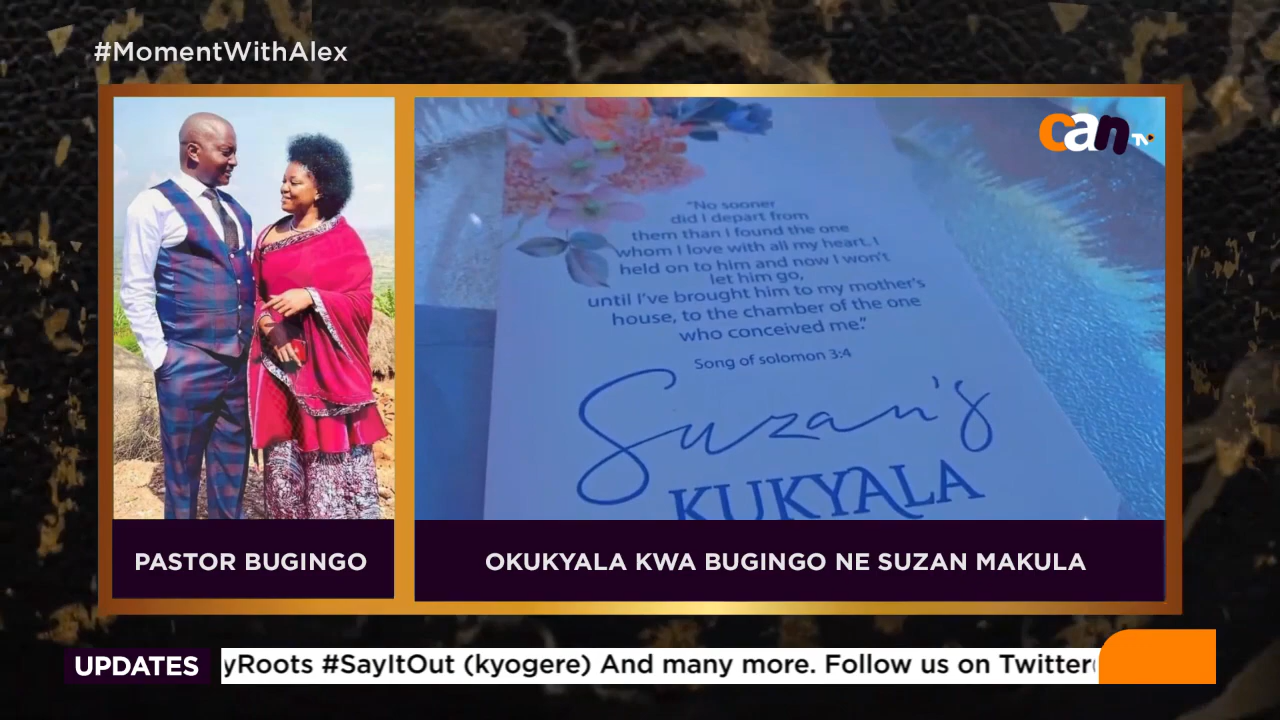 #MomentWithAlex
can TV
"No sooner
did I depart from
them than I found the one
whom I love with all my heart. I
held on to him and now I won't
let him go,
until I've brought him to my mother's
house, to the chamber of the one
who conceived me."
Song of solomon 3:4
Suzan's
KUKYALA
PASTOR BUGINGO
OKUKYALA KWA BUGINGO NE SUZAN MAKULA
UPDATES
yRoots #SayItOut (kyogere) And many more. Follow us on Twitter